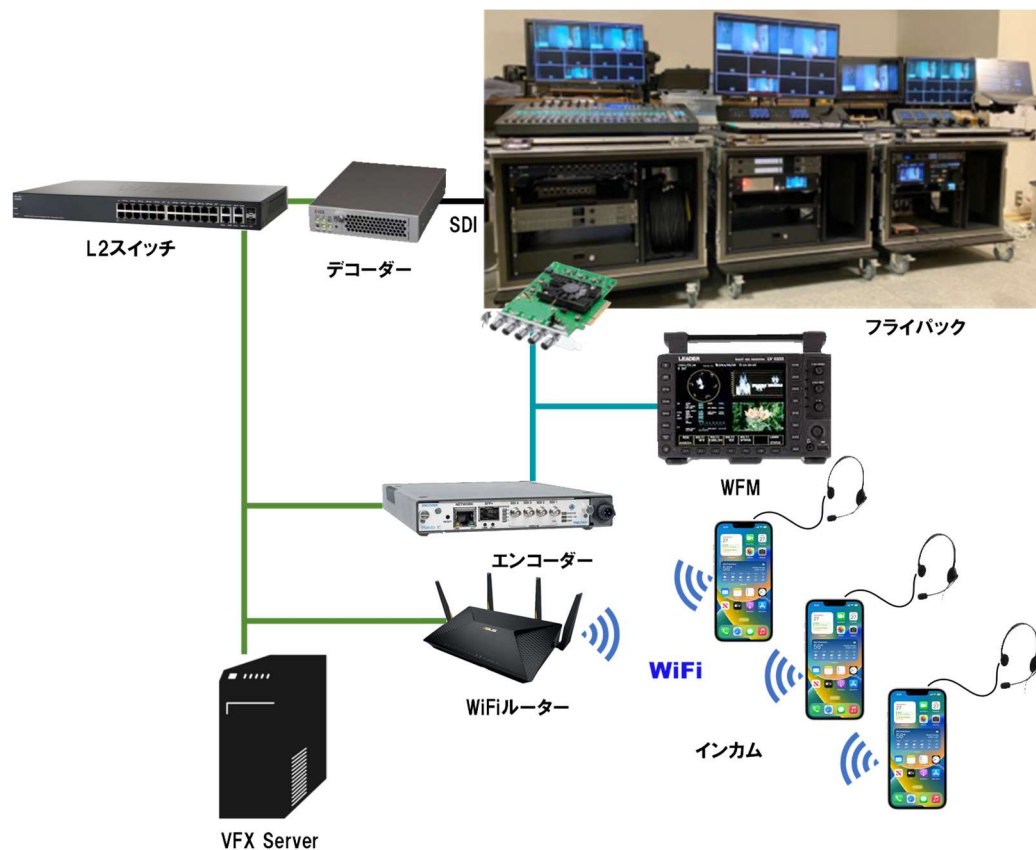 L2スイッチ
デコーダー
SDI
フライパック
LEADER
WFM
エンコーダー
ASUS
WiFiルーター
WiFi
インカム
VFX Server